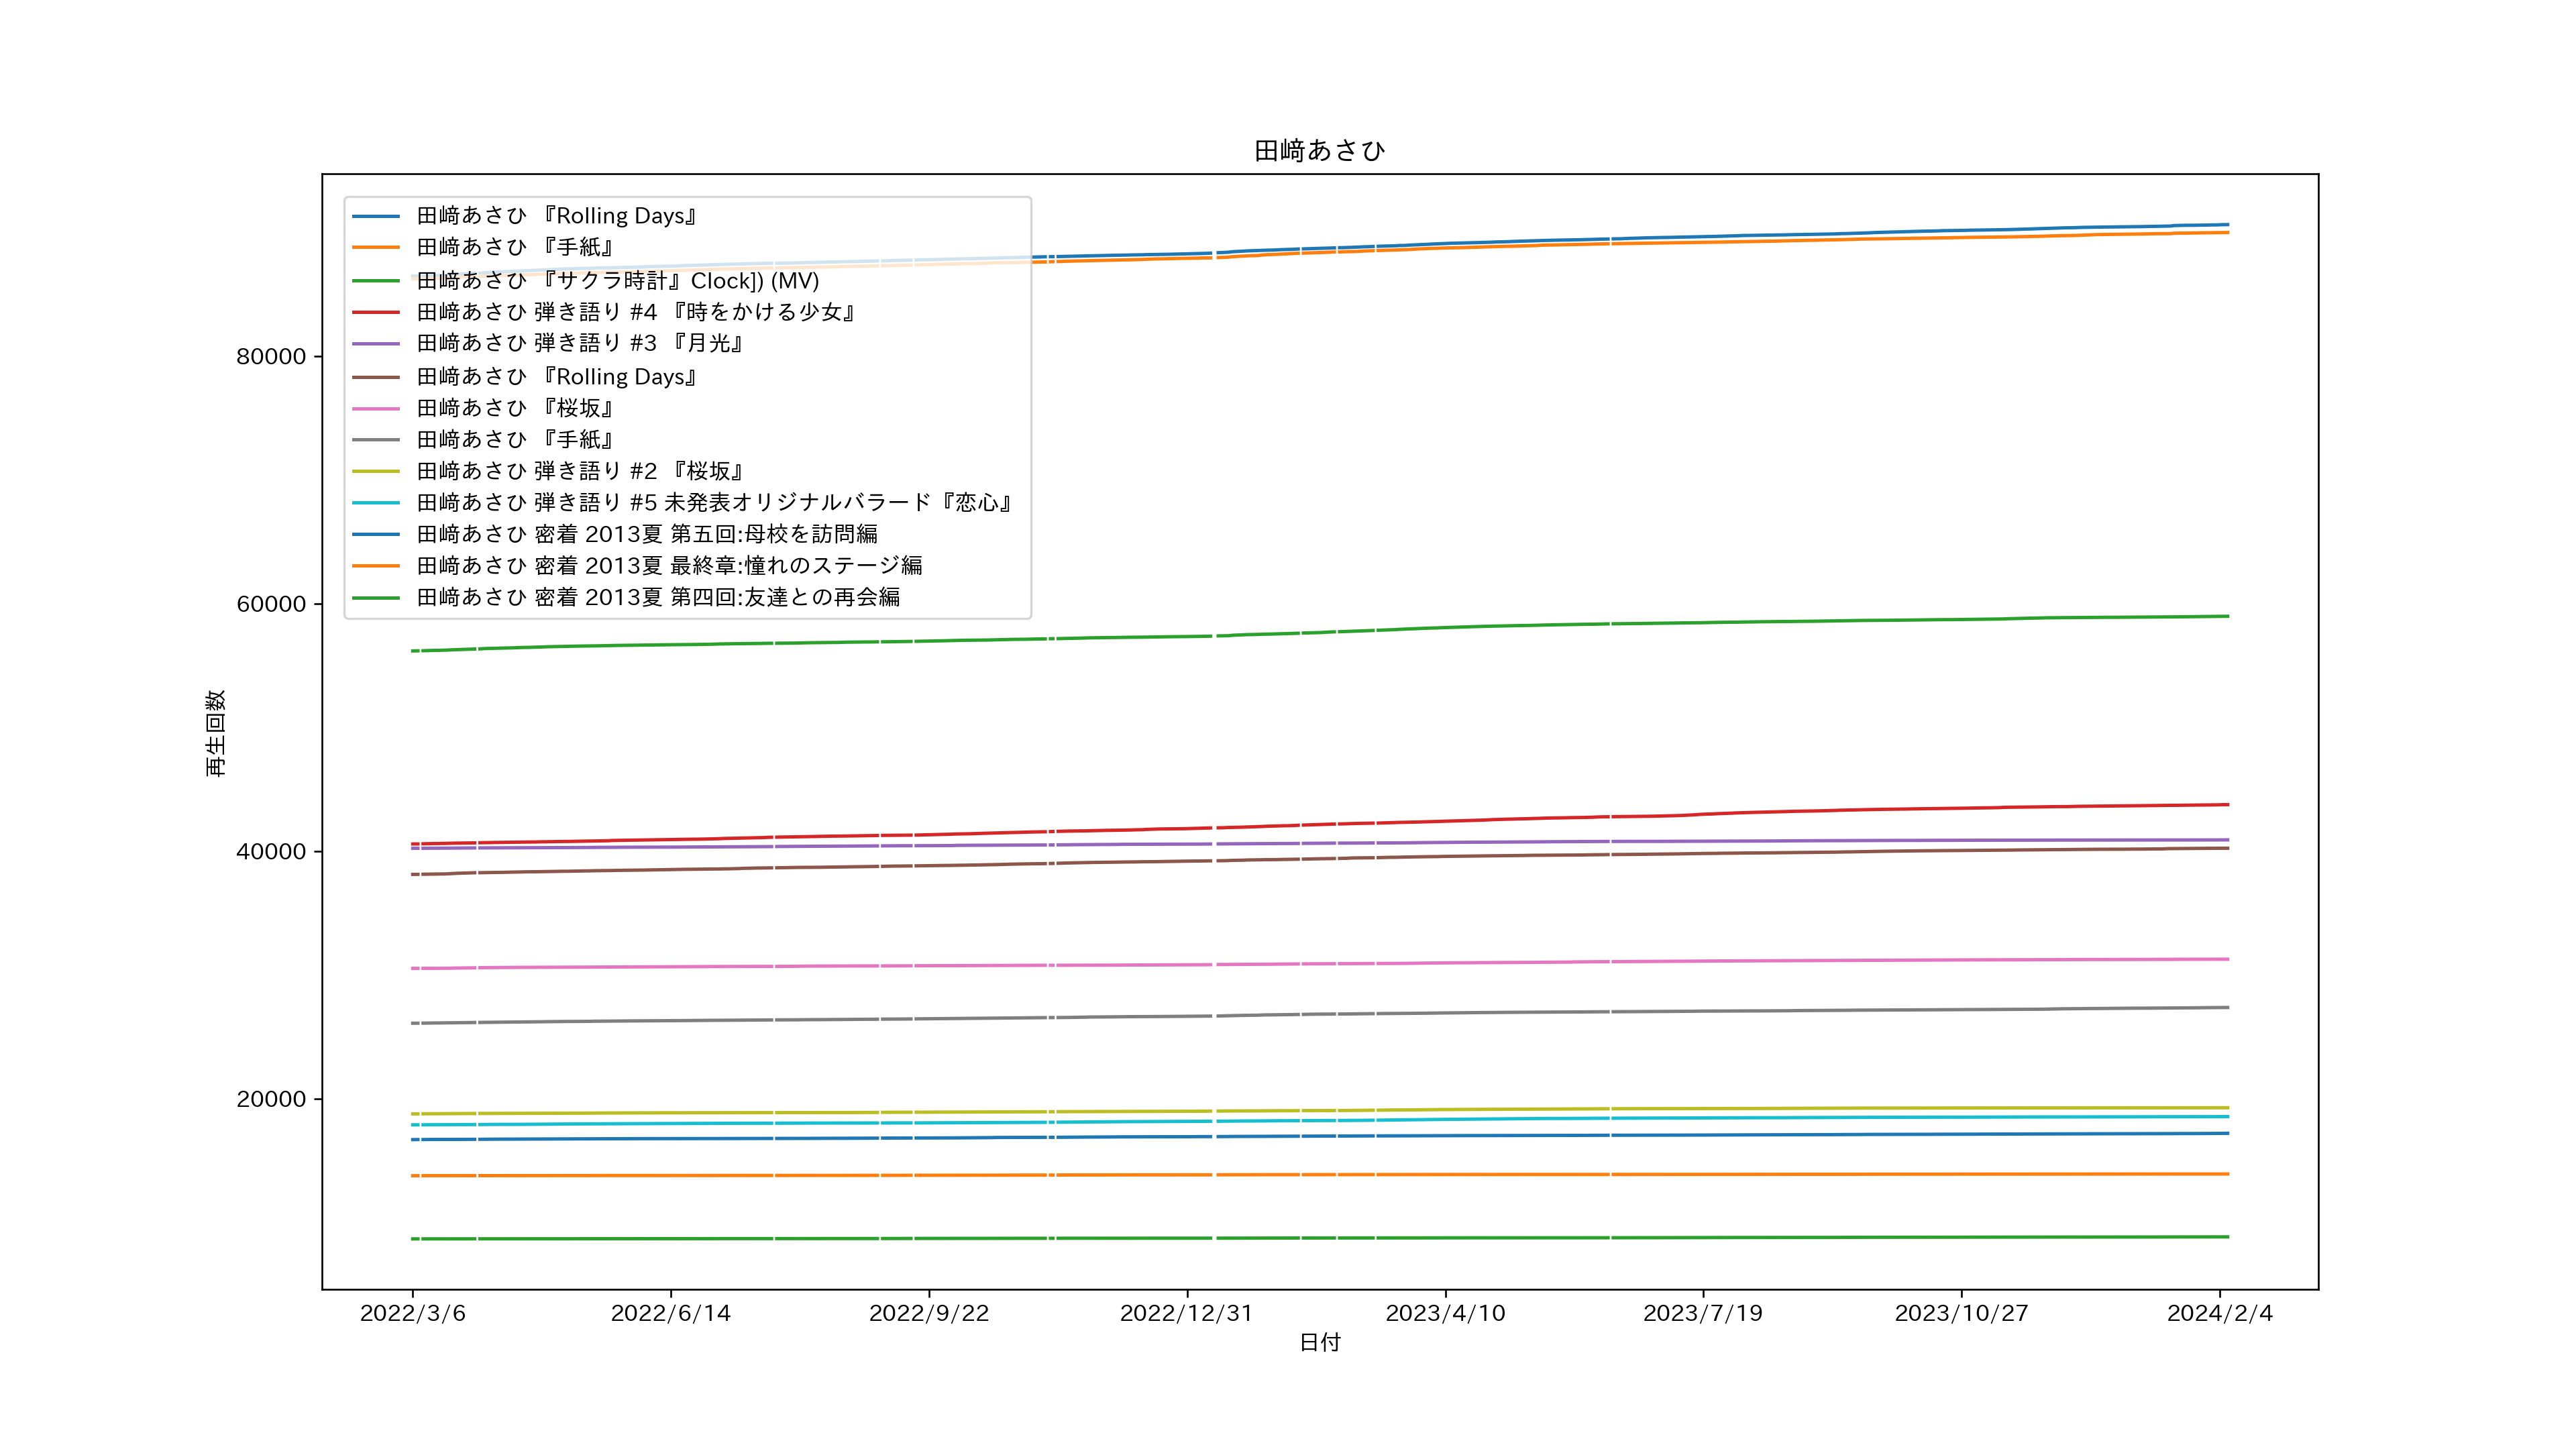 田﨑あさひ
田﨑あさひ 『Rolling Days』
田﨑あさひ 『手紙』
田﨑あさひ 『サクラ時計』Clock]) (MV)
田﨑あさひ 弾き語り #4 『時をかける少女』
田﨑あさひ 弾き語り #3 『月光』
田﨑あさひ 『Rolling Days』
田﨑あさひ 『桜坂』
田﨑あさひ 『手紙』
田﨑あさひ 弾き語り #2 『桜坂』
田﨑あさひ 弾き語り #5 未発表オリジナルバラード『恋心』
田﨑あさひ 密着 2013夏 第五回:母校を訪問編
田﨑あさひ 密着 2013夏 最終章:憧れのステージ編
田﨑あさひ 密着 2013夏 第四回:友達との再会編
80000
60000
40000
20000
再生回数
2022/3/6 2022/6/14 2022/9/22 2022/12/31 2023/4/10 2023/7/19 2023/10/27 2024/2/4
日付